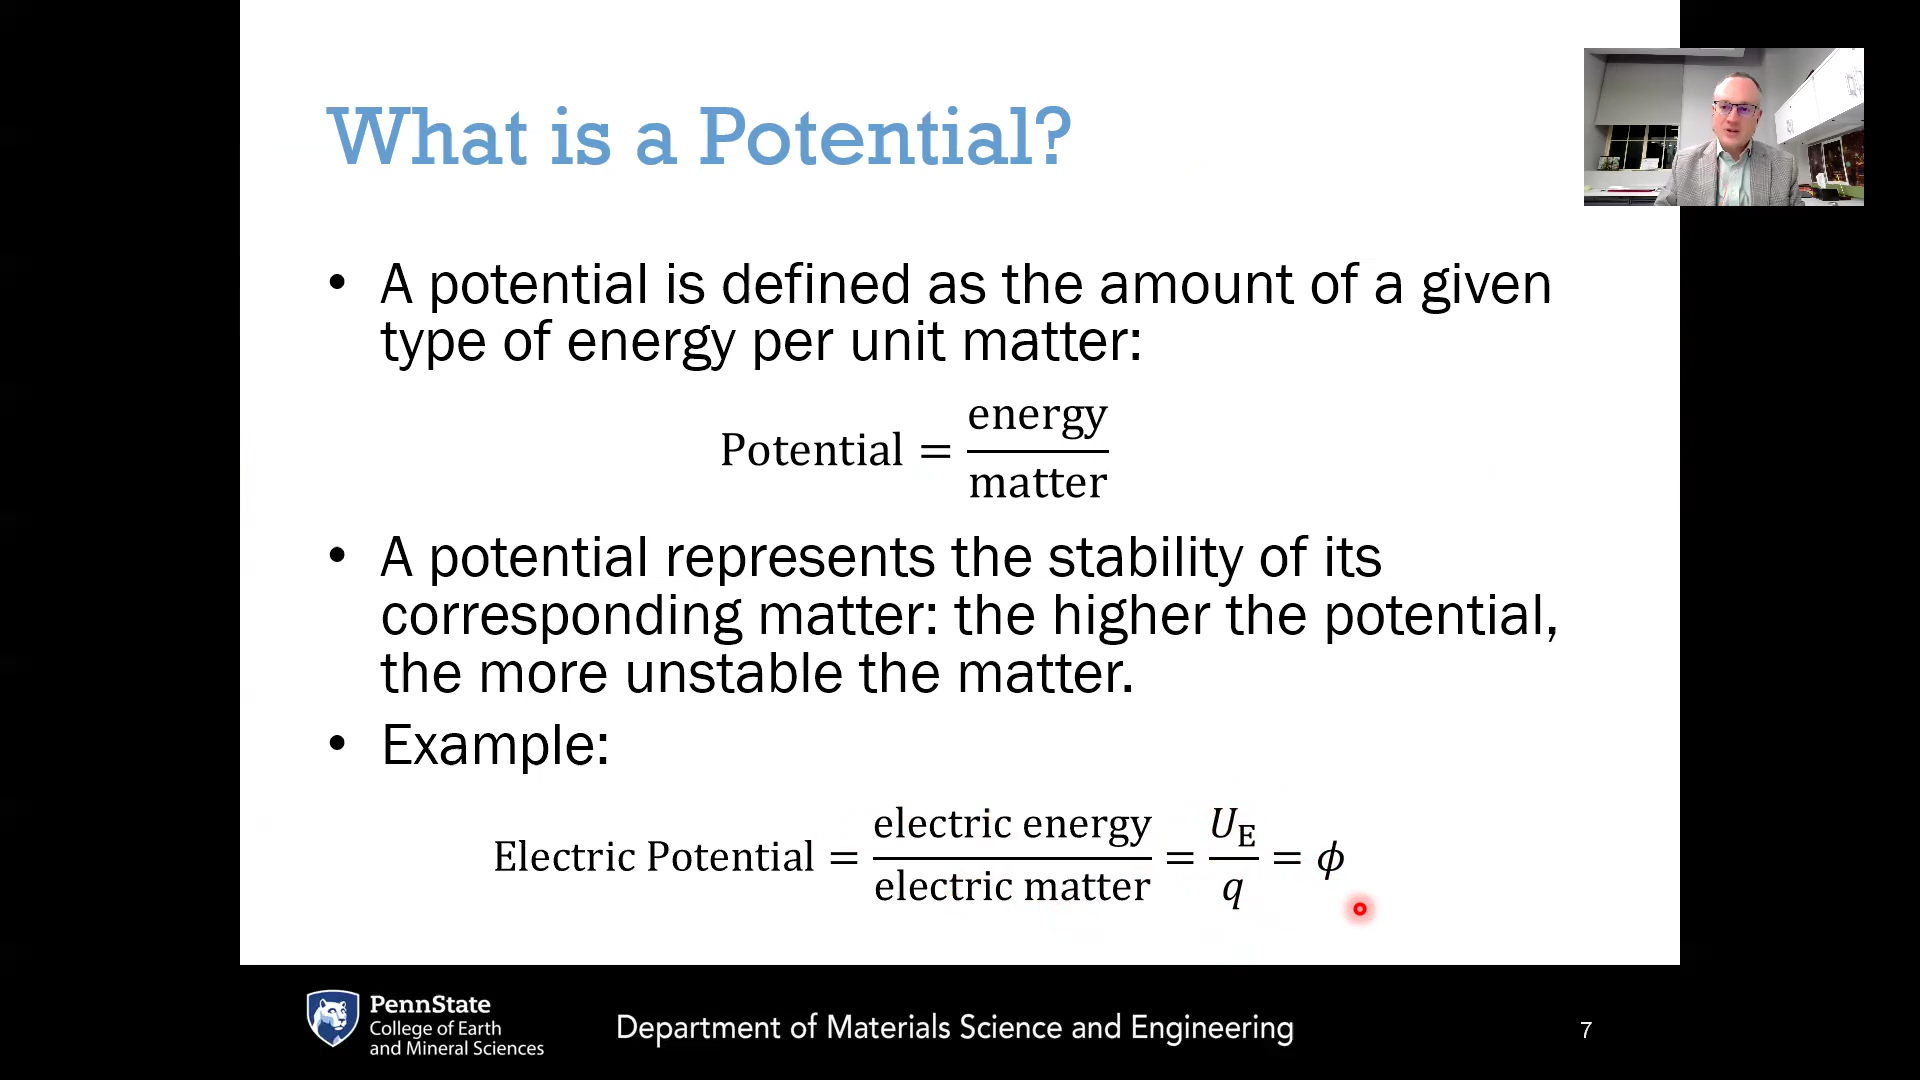 What is a Potential?
• A potential is defined as the amount of a given
type of energy per unit matter:
Potential = energy / matter
• A potential represents the stability of its
corresponding matter: the higher the potential,
the more unstable the matter.
• Example:
Electric Potential = electric energy / electric matter = U_E / q = ϕ
PennState
College of Earth
and Mineral Sciences
Department of Materials Science and Engineering
7